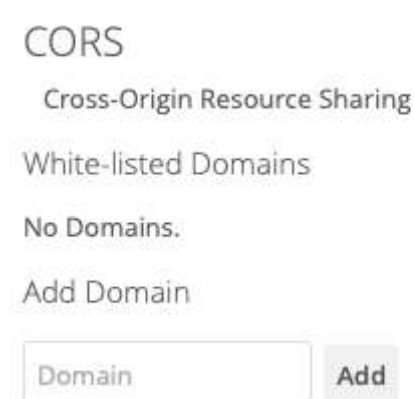 CORS
Cross-Origin Resource Sharing
White-listed Domains
No Domains.
Add Domain
Domain Add